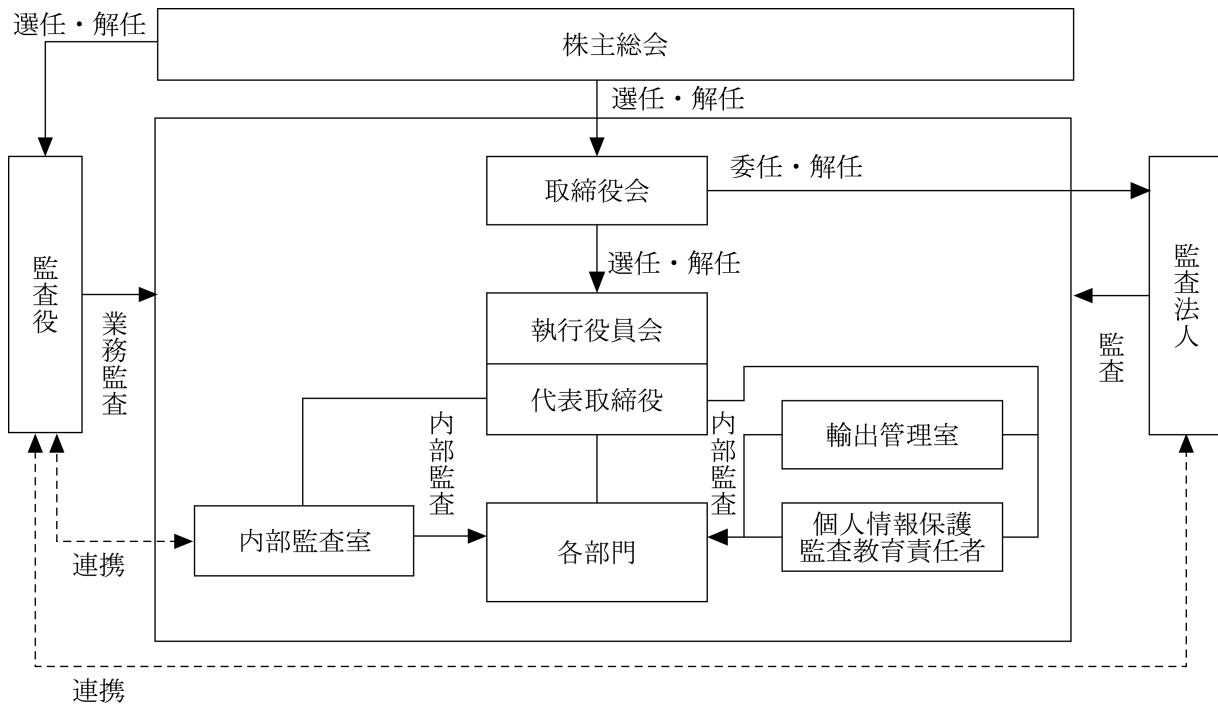 選任・解任
株主総会
選任・解任
取締役会
委任・解任
選任・解任
監査役
業務監査
執行役員会
代表取締役
監査法人
監査
内部監査
内部監査
輸出管理室
内部監査室
各部門
個人情報保護
監査教育責任者
連携
連携